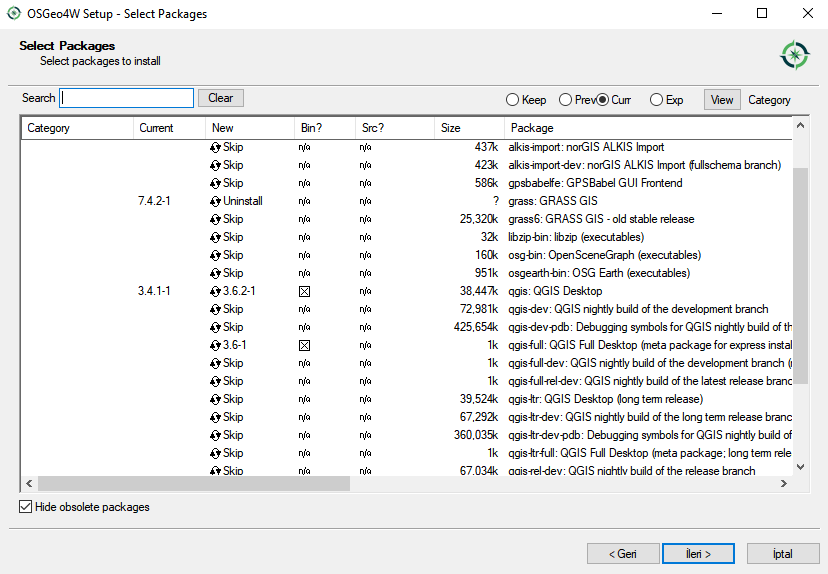 OSGeo4W Setup - Select Packages
Select Packages
Select packages to install
Search Clear Keep Prev Curr Exp View Category
Category Current New Bin? Src? Size Package
Skip n/a n/a 437k alkis-import: norGIS ALKIS Import
Skip n/a n/a 423k alkis-import-dev: norGIS ALKIS Import (fullschema branch)
Skip n/a n/a 586k gpsbabelfe: GPSBabel GUI Frontend
7.4.2-1 Uninstall n/a n/a ? grass: GRASS GIS
Skip n/a n/a 25,320k grass6: GRASS GIS - old stable release
Skip n/a n/a 32k libzip-bin: libzip (executables)
Skip n/a n/a 160k osg-bin: OpenSceneGraph (executables)
Skip n/a n/a 951k osgearth-bin: OSG Earth (executables)
3.4.1-1 3.6.2-1 n/a 38,447k qgis: QGIS Desktop
Skip n/a n/a 72,981k qgis-dev: QGIS nightly build of the development branch
Skip n/a n/a 425,654k qgis-dev-pdb: Debugging symbols for QGIS nightly build of th
3.6-1 n/a 1k qgis-full: QGIS Full Desktop (meta package for express instal
Skip n/a n/a 1k qgis-full-dev: QGIS nightly build of the development branch (
Skip n/a n/a 1k qgis-full-rel-dev: QGIS nightly build of the latest release branc
Skip n/a n/a 39,524k qgis-ltr: QGIS Desktop (long term release)
Skip n/a n/a 67,292k qgis-ltr-dev: QGIS nightly build of the long term release branc
Skip n/a n/a 360,035k qgis-ltr-dev-pdb: Debugging symbols for QGIS nightly build of
Skip n/a n/a 1k qgis-ltr-full: QGIS Full Desktop (meta package; long term rele
Skip n/a n/a 67,034k qgis-rel-dev: QGIS nightly build of the release branch
Hide obsolete packages
< Geri İleri > İptal